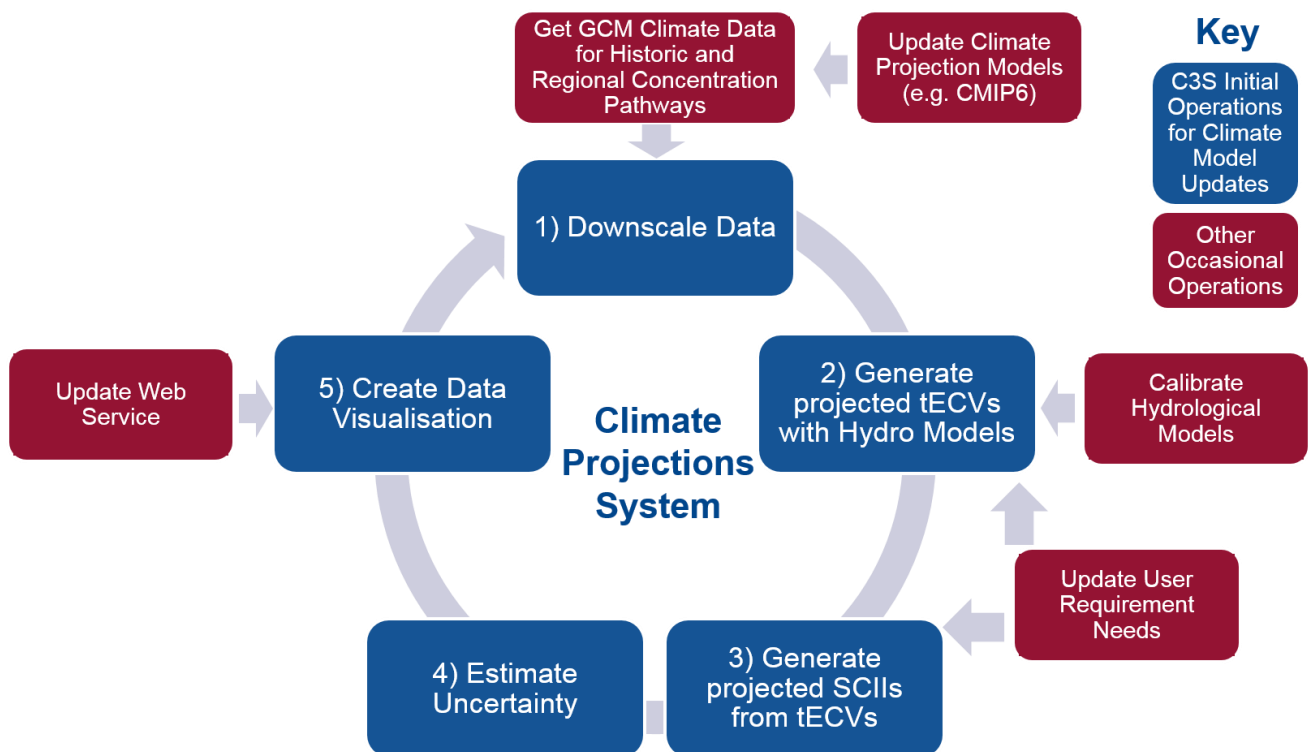 Get GCM Climate Data
for Historic and
Regional Concentration
Pathways
Update Climate
Projection Models
(e.g. CMIP6)
Key
C3S Initial
Operations
for Climate
Model
Updates
Other
Occasional
Operations
1) Downscale Data
2) Generate
projected tECVs
with Hydro Models
Calibrate
Hydrological
Models
Update User
Requirement
Needs
3) Generate
projected SCIIs
from tECVs
4) Estimate
Uncertainty
5) Create Data
Visualisation
Update Web
Service
Climate
Projections
System